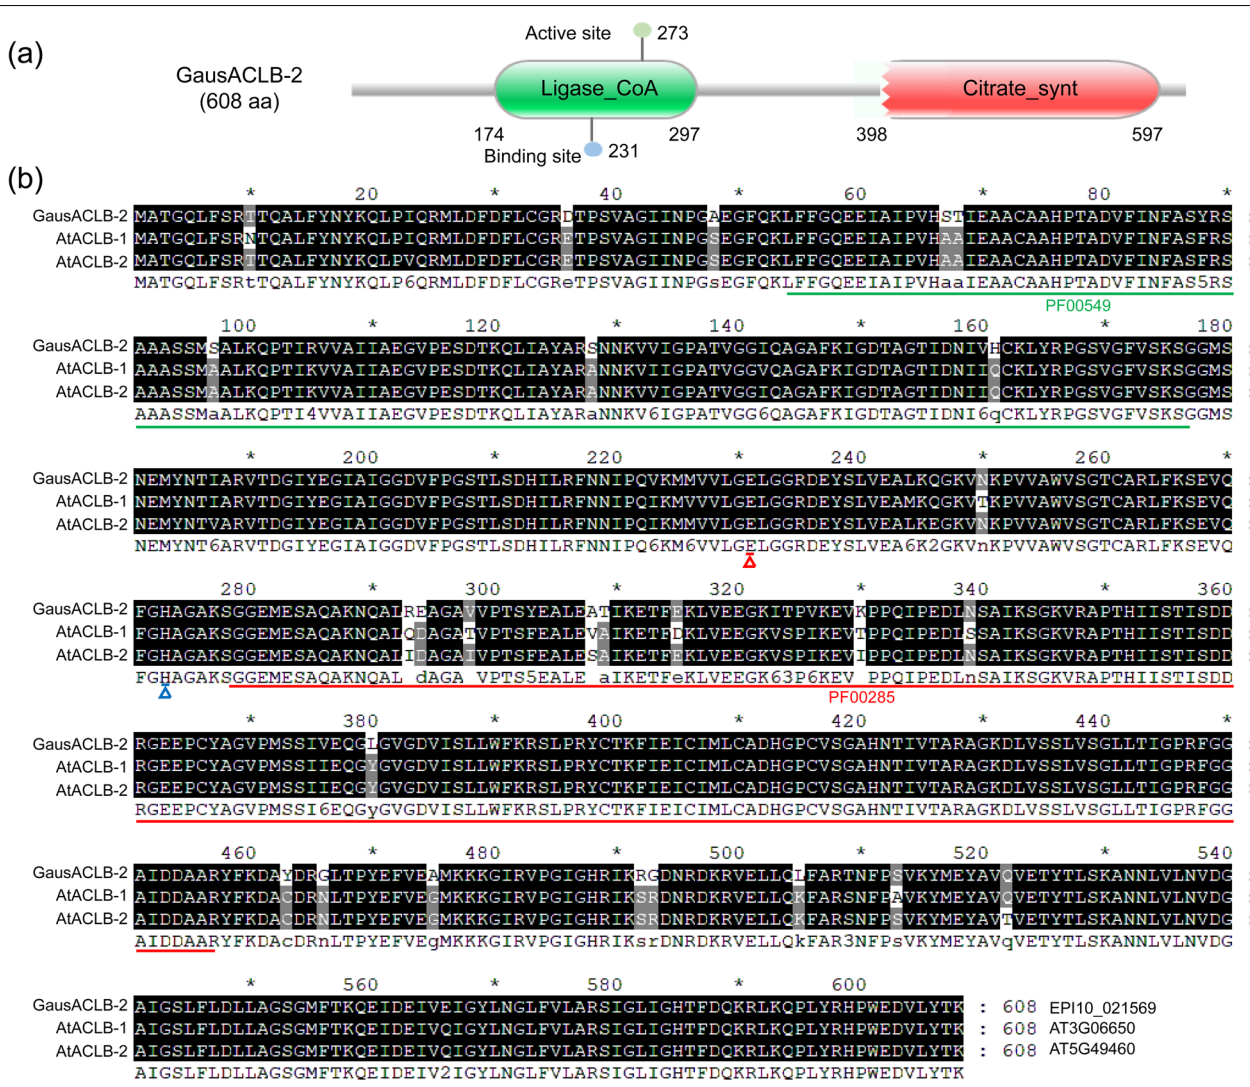 (a)
Active site 273
GausACLB-2
(608 aa)
Ligase_CoA
Citrate_synt
174 297 398 597
Binding site 231
(b)
* 20 * 40 * 60 * 80 *
GausACLB-2 MATGQLFSRTTQALFYNYKQLPIQRMLDFDFLCGRDTPSVAGIINPGAEGFQKLFFGQEEIAIPVHSTIEAACAAHPTADVFINFASYRS
AtACLB-1 MATGQLFSRNTQALFYNYKQLPIQRMLDFDFLCGRETPSVAGIINPGSEGFQKLFFGQEEIAIPVHAAIEAACAAHPTADVFINFASFRS
AtACLB-2 MATGQLFSRTTQALFYNYKQLPVQRMLDFDFLCGRETPSVAGIINPGSEGFQKLFFGQEEIAIPVHAAIEAACAAHPTADVFINFASFRS
MATGQLFSRtTQALFYNYKQLP6QRMLDFDFLCGReTPSVAGIINPGsEGFQKLFFGQEEIAIPVHaaIEAACAAHPTADVFINFAS5RS
PF00549
100 * 120 * 140 * 160 * 180
GausACLB-2 AAASSMSALKQPTIRVVAIIAEGVPESDTKQLIAYARSNNKVVIGPATVGGIQAGAFKIGDTAGTIDNIVHCKLYRPGSVGFVSKSGGMS
AtACLB-1 AAASSMAALKQPTIKVVAIIAEGVPESDTKQLIAYARANNKVVIGPATVGGVQAGAFKIGDTAGTIDNIIQCKLYRPGSVGFVSKSGGMS
AtACLB-2 AAASSMAALKQPTIKVVAIIAEGVPESDTKQLIAYARANNKVIIGPATVGGIQAGAFKIGDTAGTIDNIIQCKLYRPGSVGFVSKSGGMS
AAASSMaALKQPTI4VVAIIAEGVPESDTKQLIAYARaNNKV6IGPATVGG6QAGAFKIGDTAGTIDNI6qCKLYRPGSVGFVSKSGGMS
* 200 * 220 * 240 * 260 *
GausACLB-2 NEMYNTIARVTDGIYEGIAIGGDVFPGSTLSDHILRFNNIPQVKMMVVLGELGGRDEYSLVEALKQGKVNKPVVAWVSGTCARLFKSEVQ
AtACLB-1 NEMYNTIARVTDGIYEGIAIGGDVFPGSTLSDHILRFNNIPQIKMMVVLGELGGRDEYSLVEAMKQGKVTKPVVAWVSGTCARLFKSEVQ
AtACLB-2 NEMYNTVARVTDGIYEGIAIGGDVFPGSTLSDHILRFNNIPQIKMMVVLGELGGRDEYSLVEALKEGKVNKPVVAWVSGTCARLFKSEVQ
NEMYNT6ARVTDGIYEGIAIGGDVFPGSTLSDHILRFNNIPQ6KM6VVLGELGGRDEYSLVEA6K2GKVnKPVVAWVSGTCARLFKSEVQ
280 * 300 * 320 * 340 * 360
GausACLB-2 FGHAGAKSGGEMESAQAKNQALREAGAVVPTSYEALEATIKETFEKLVEEGKITPVKEVKPPQIPEDLNSAIKSGKVRAPTHIISTISDD
AtACLB-1 FGHAGAKSGGEMESAQAKNQALQDAGATVPTSFEALEVAIKETFDKLVEEGKVSPIKEVTPPQIPEDLSSAIKSGKVRAPTHIISTISDD
AtACLB-2 FGHAGAKSGGEMESAQAKNQALIDAGAIVPTSFEALESAIKETFEKLVEEGKVSPIKEVIPPQIPEDLNSAIKSGKVRAPTHIISTISDD
FGHAGAKSGGEMESAQAKNQAL dAGA VPTS5EALE aIKETFeKLVEEGK63P6KEV PPQIPEDLnSAIKSGKVRAPTHIISTISDD
PF00285
* 380 * 400 * 420 * 440 *
GausACLB-2 RGEEPCYAGVPMSSIVEQGLGVGDVISLLWFKRSLPRYCTKFIEICIMLCADHGPCVSGAHNTIVTARAGKDLVSSLVSGLLTIGPRFGG
AtACLB-1 RGEEPCYAGVPMSSIIEQGYGVGDVISLLWFKRSLPRYCTKFIEICIMLCADHGPCVSGAHNTIVTARAGKDLVSSLVSGLLTIGPRFGG
AtACLB-2 RGEEPCYAGVPMSSIIEQGYGVGDVISLLWFKRSLPRYCTKFIEICIMLCADHGPCVSGAHNTIVTARAGKDLVSSLVSGLLTIGPRFGG
RGEEPCYAGVPMSSI6EQGyGVGDVISLLWFKRSLPRYCTKFIEICIMLCADHGPCVSGAHNTIVTARAGKDLVSSLVSGLLTIGPRFGG
460 * 480 * 500 * 520 * 540
GausACLB-2 AIDDAARYFKDAYDRGLTPYEFVEAMKKKGIRVPGIGHRIKRGDNRDKRVELLQLFARTNFPSVKYMEYAVQVETYTLSKANNLVLNVDG
AtACLB-1 AIDDAARYFKDACDRNLTPYEFVEGMKKKGIRVPGIGHRIKSRDNRDKRVELLQKFARSNFPAVKYMEYAVQVETYTLSKANNLVLNVDG
AtACLB-2 AIDDAARYFKDACDRNLTPYEFVEGMKKKGIRVPGIGHRIKSRDNRDKRVELLQKFARSNFPSVKYMEYAVTVETYTLSKANNLVLNVDG
AIDDAARYFKDAcDRnLTPYEFVEgMKKKGIRVPGIGHRIKsrDNRDKRVELLQkFAR3NFPsVKYMEYAVqVETYTLSKANNLVLNVDG
* 560 * 580 * 600
GausACLB-2 AIGSLFLDLLAGSGMFTKQEIDEIVEIGYLNGLFVLARSIGLIGHTFDQKRLKQPLYRHPWEDVLYTK : 608 EPI10_021569
AtACLB-1 AIGSLFLDLLAGSGMFTKQEIDEIVQIGYLNGLFVLARSIGLIGHTFDQKRLKQPLYRHPWEDVLYTK : 608 AT3G06650
AtACLB-2 AIGSLFLDLLAGSGMFTKQEIDEIVQIGYLNGLFVLARSIGLIGHTFDQKRLKQPLYRHPWEDVLYTK : 608 AT5G49460
AIGSLFLDLLAGSGMFTKQEIDEIV2IGYLNGLFVLARSIGLIGHTFDQKRLKQPLYRHPWEDVLYTK